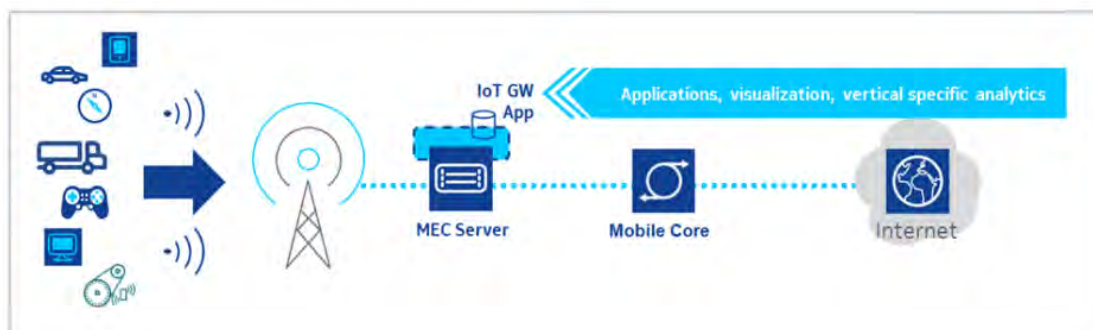 IoT GW
App
Applications, visualization, vertical specific analytics
MEC Server
Mobile Core
Internet